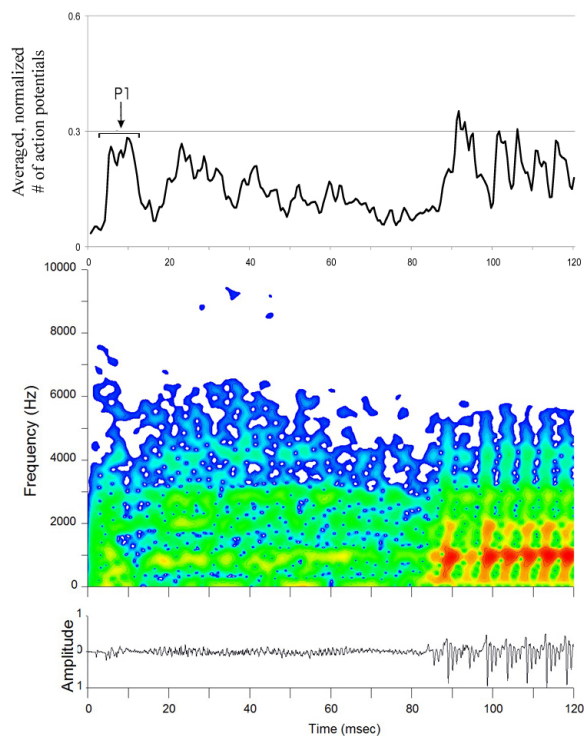 Averaged, normalized
# of action potentials
0.6
0.3
0
P1
0 20 40 60 80 100 120
Frequency (Hz)
10000
8000
6000
4000
2000
0
Amplitude
1
0
1
0 20 40 60 80 100 120
Time (msec)